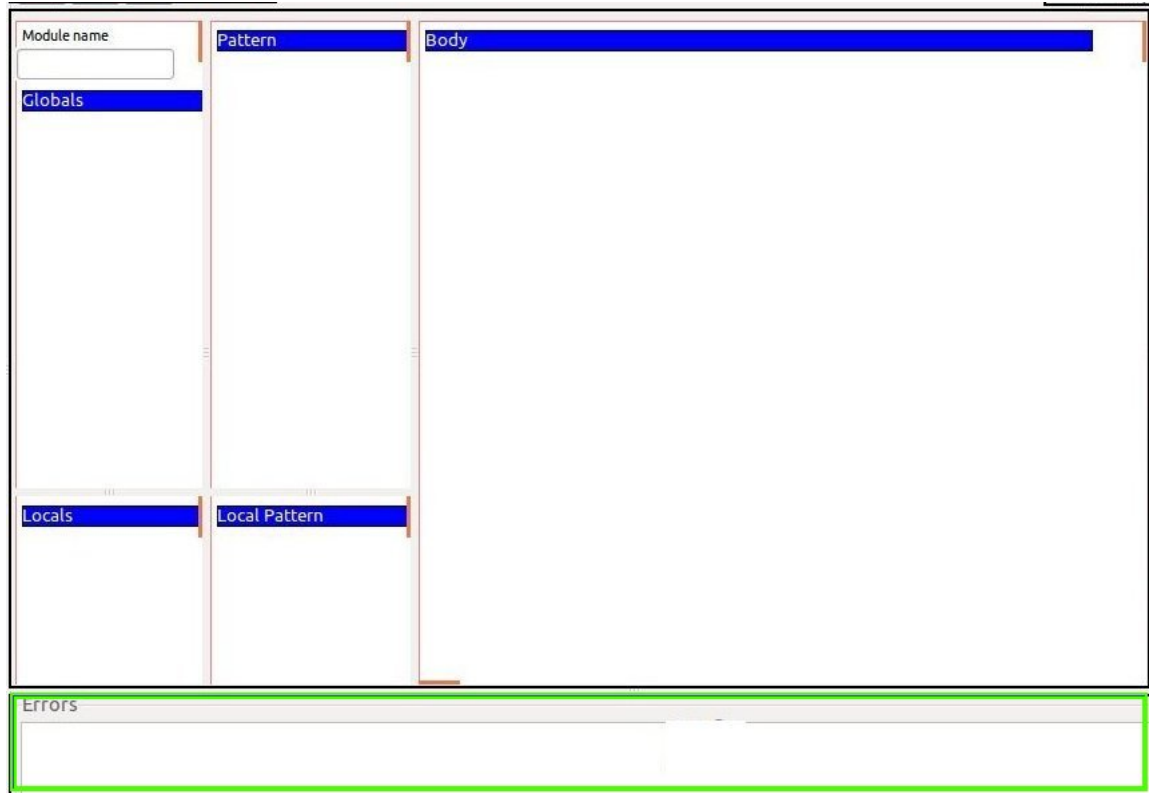 Module name
Globals
Pattern
Body
Locals
Local Pattern
Errors